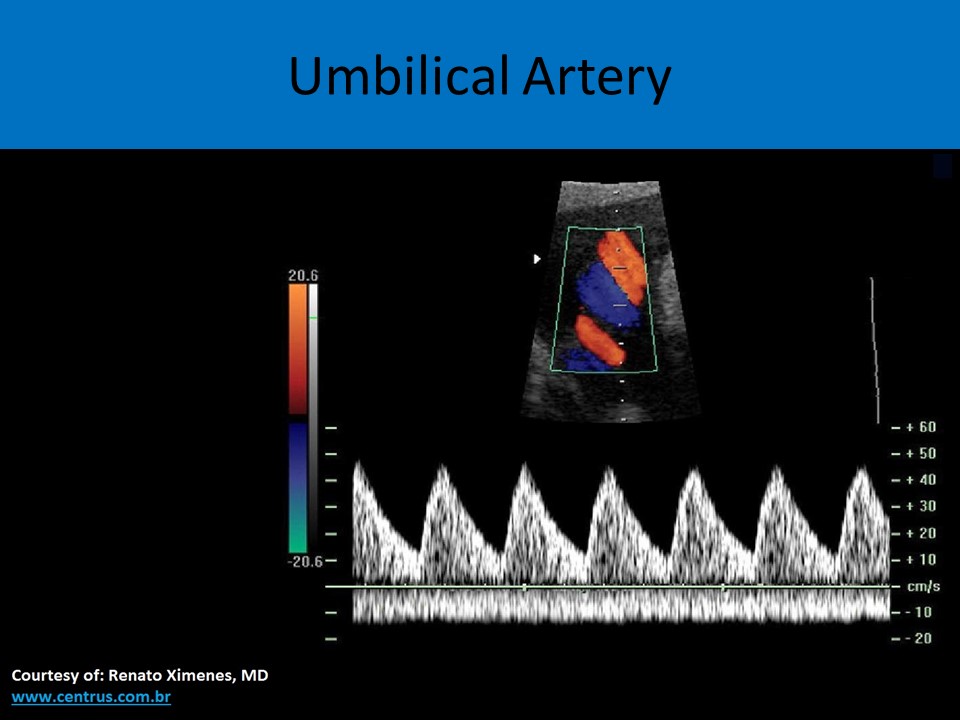 Umbilical Artery
20.6
-20.6
+ 60
+ 50
+ 40
+ 30
+ 20
+ 10
cm/s
- 10
- 20
Courtesy of: Renato Ximenes, MD
www.centrus.com.br